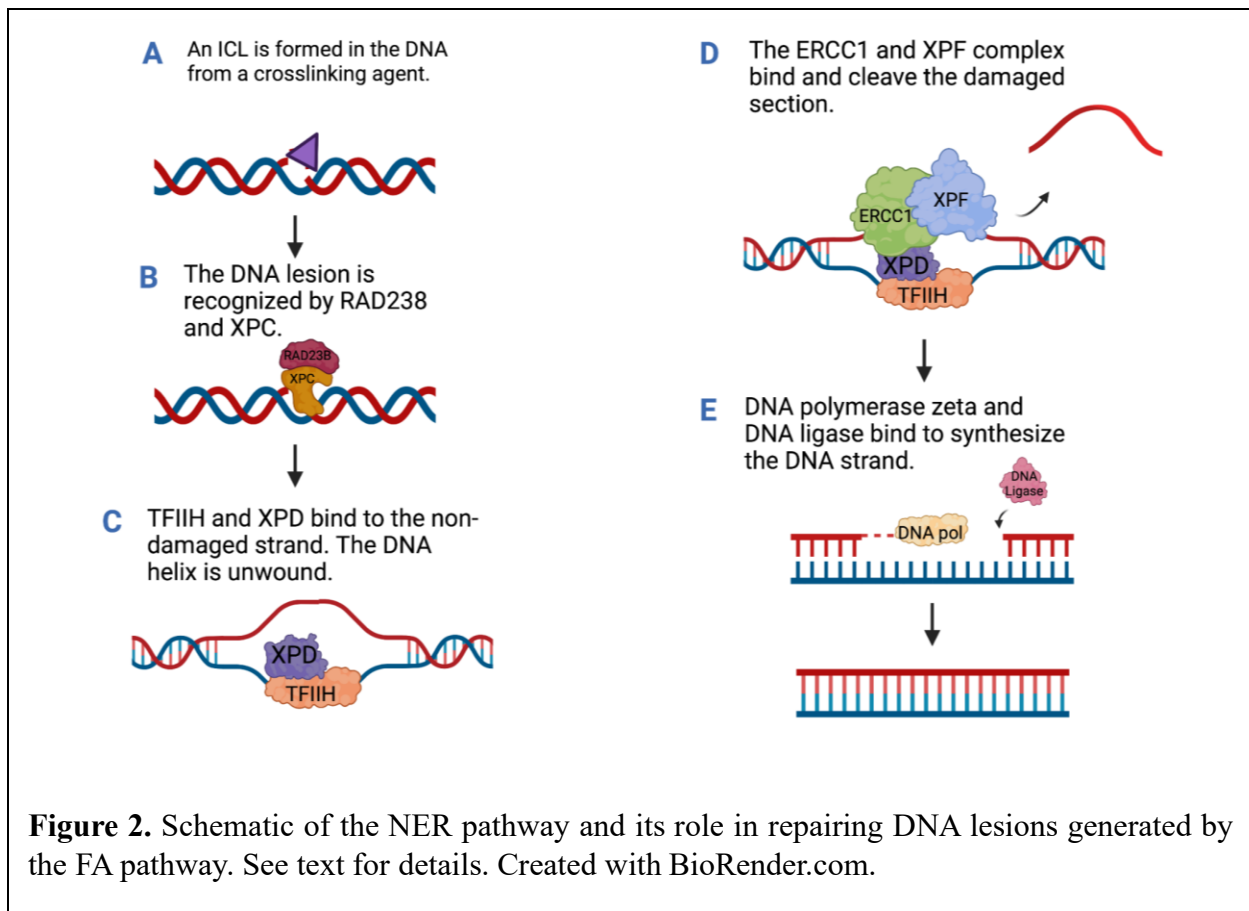 A
An ICL is formed in the DNA
from a crosslinking agent.
B
The DNA lesion is
recognized by RAD238
and XPC.
RAD23B
XPC
C
TFIIH and XPD bind to the non-
damaged strand. The DNA
helix is unwound.
XPD
TFIIH
D
The ERCC1 and XPF complex
bind and cleave the damaged
section.
XPF
ERCC1
XPD
TFIIH
E
DNA polymerase zeta and
DNA ligase bind to synthesize
the DNA strand.
DNA
Ligase
DNA pol
Figure 2. Schematic of the NER pathway and its role in repairing DNA lesions generated by
the FA pathway. See text for details. Created with BioRender.com.